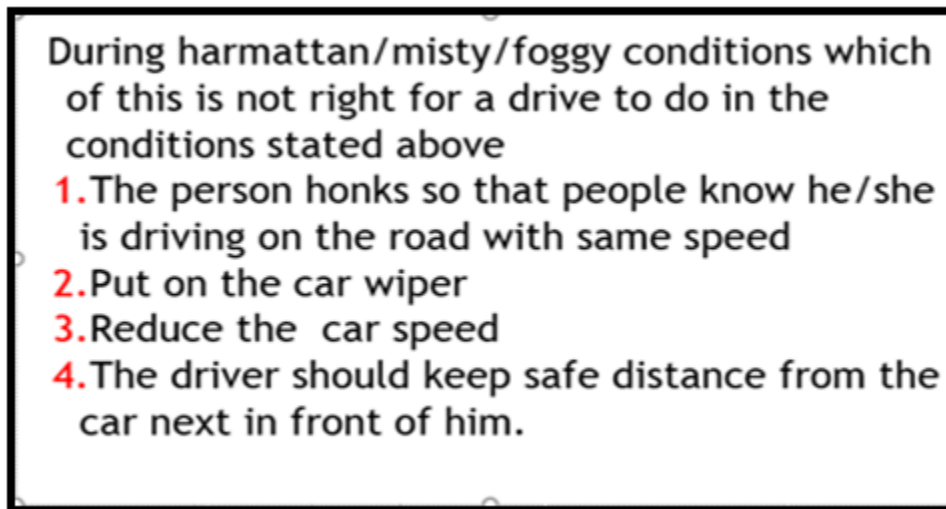 During harmattan/misty/foggy conditions which
of this is not right for a drive to do in the
conditions stated above
1.The person honks so that people know he/she
is driving on the road with same speed
2.Put on the car wiper
3.Reduce the  car speed
4.The driver should keep safe distance from the
car next in front of him.